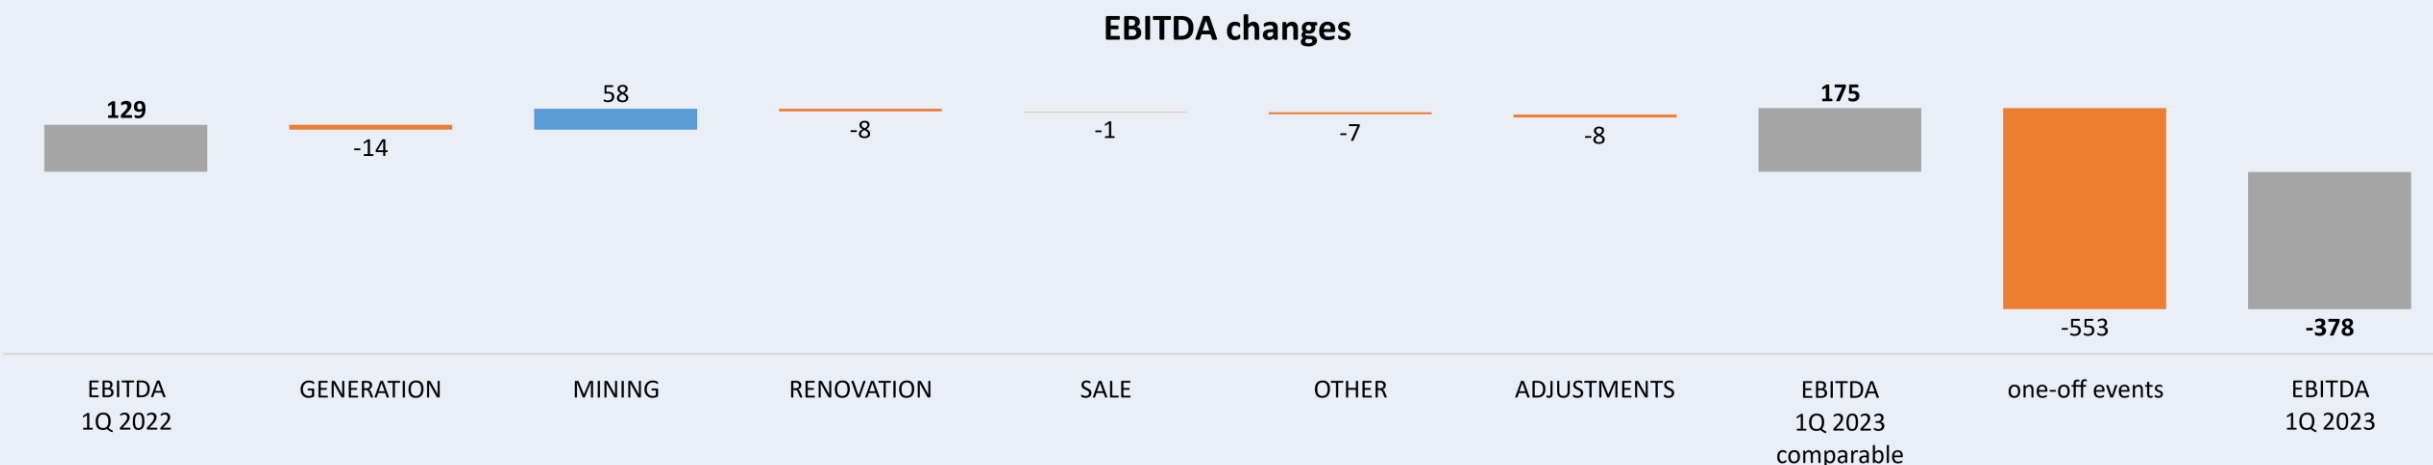 EBITDA changes
129
-14
58
-8
-1
-7
-8
175
-553
-378
EBITDA
1Q 2022
GENERATION
MINING
RENOVATION
SALE
OTHER
ADJUSTMENTS
EBITDA
1Q 2023
comparable
one-off events
EBITDA
1Q 2023